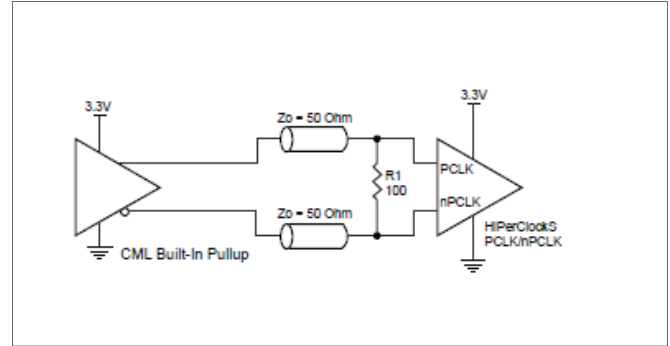 3.3V
3.3V
Zo = 50 Ohm
PCLK
R1
100
nPCLK
Zo = 50 Ohm
HiPerClockS
PCLK/nPCLK
CML Built-In Pullup